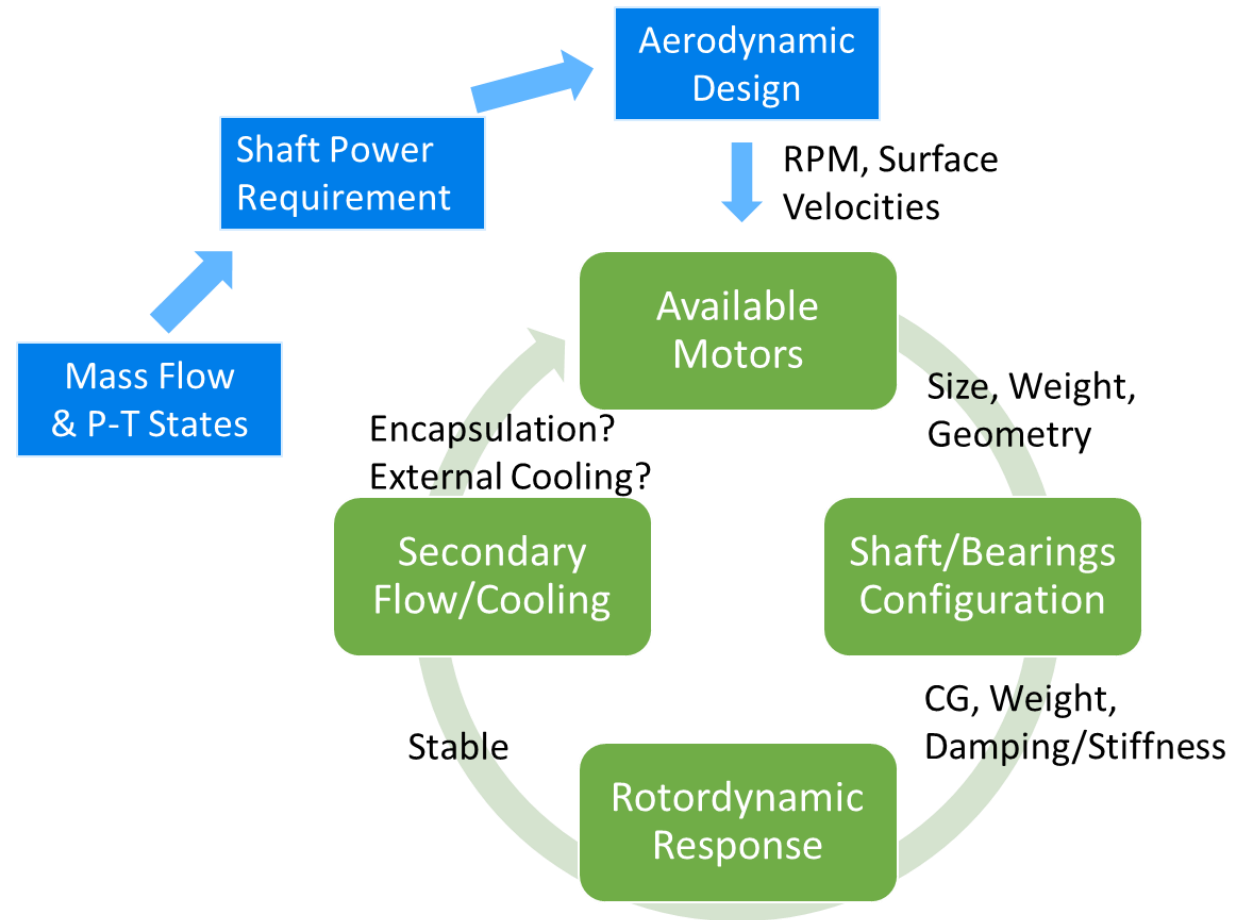 Aerodynamic
Design
Shaft Power
Requirement
RPM, Surface
Velocities
Mass Flow
& P-T States
Available
Motors
Size, Weight,
Geometry
Encapsulation?
External Cooling?
Secondary
Flow/Cooling
Shaft/Bearings
Configuration
CG, Weight,
Damping/Stiffness
Stable
Rotordynamic
Response